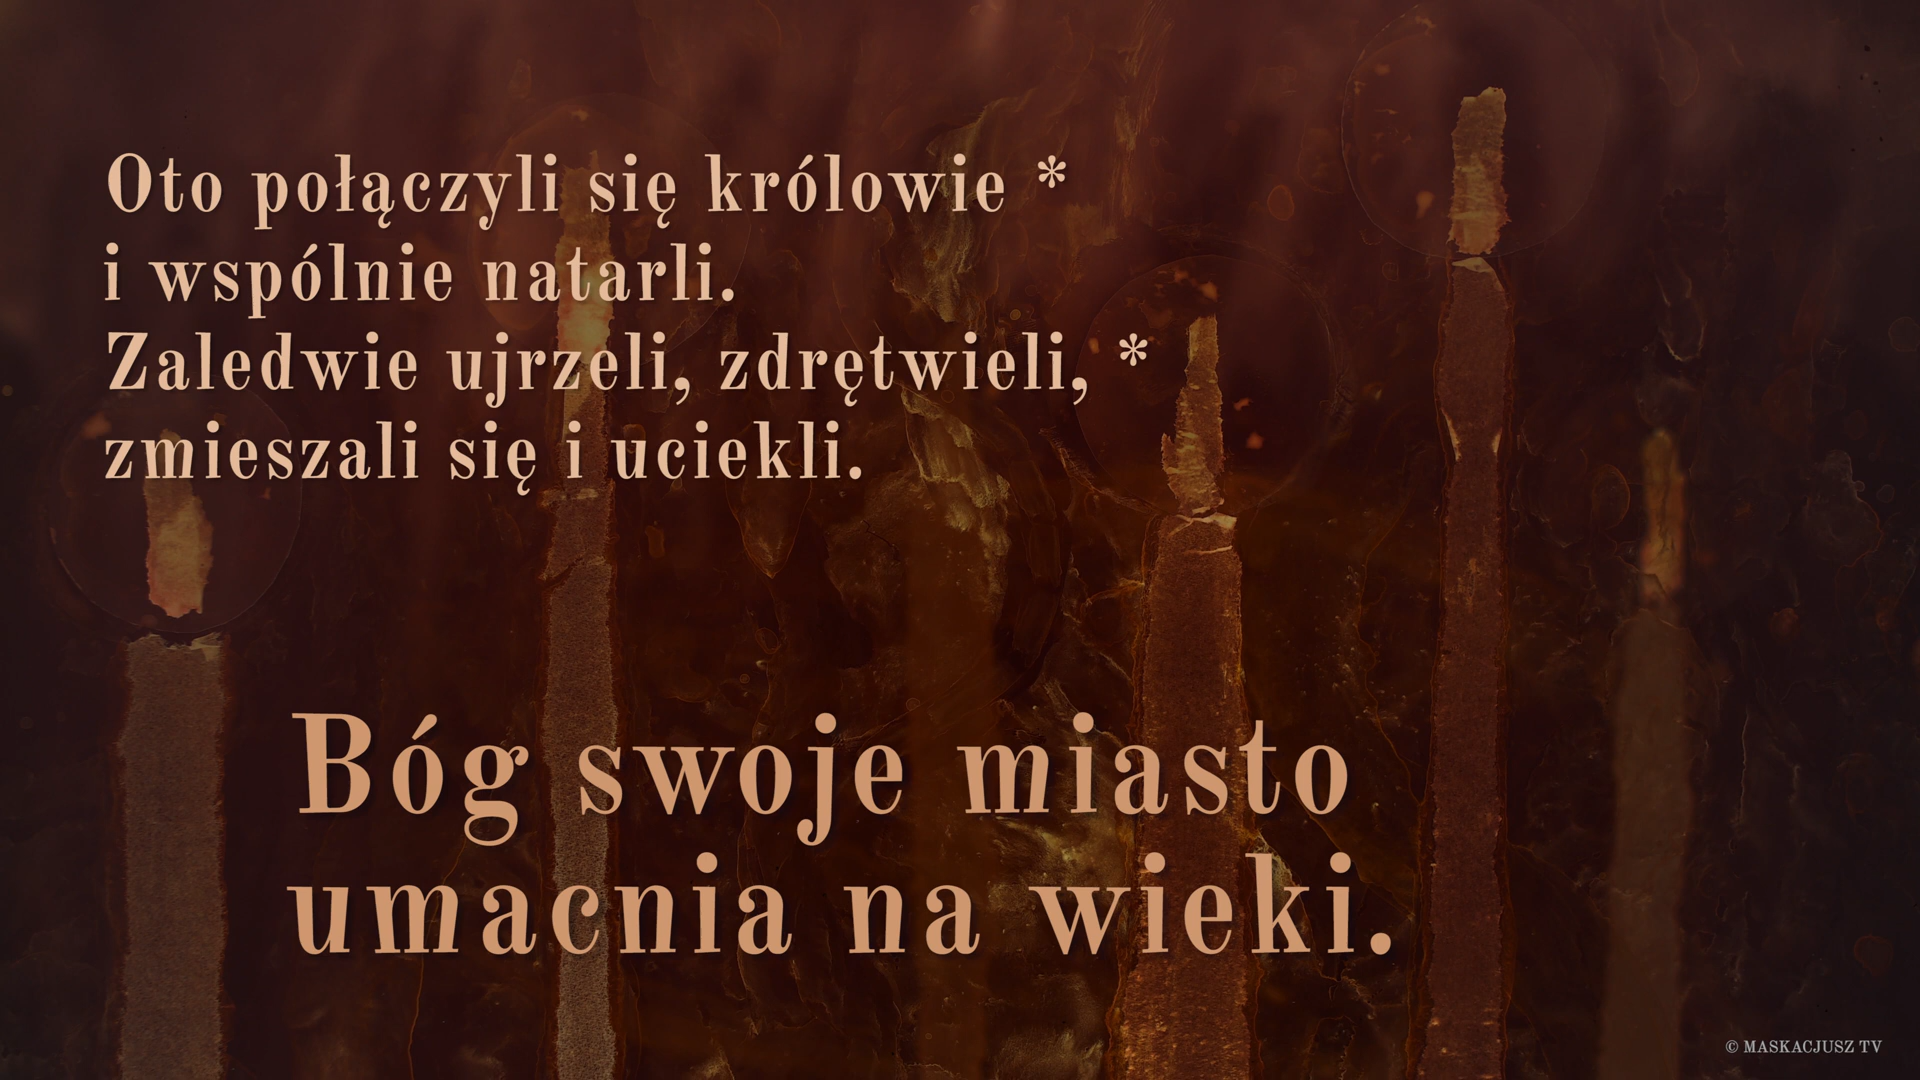 Oto połączyli się królowie *
i wspólnie natarli.
Zaledwie ujrzeli, zdrętwieli, *
zmieszali się i uciekli.
Bóg swoje miasto
umacnia na wieki.
© MASKACJUSZ TV